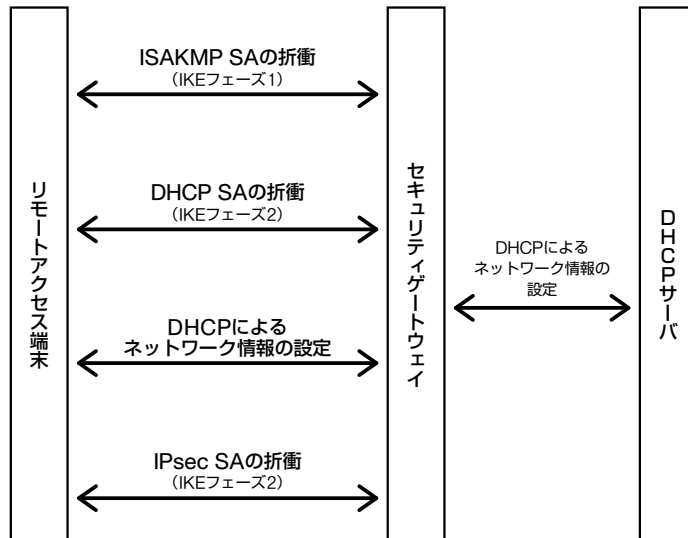 リモートアクセス端末
ISAKMP SAの折衝
(IKEフェーズ1)
DHCP SAの折衝
(IKEフェーズ2)
DHCPによる
ネットワーク情報の設定
IPsec SAの折衝
(IKEフェーズ2)
セキュリティゲートウェイ
DHCPによる
ネットワーク情報の
設定
DHCPサーバ